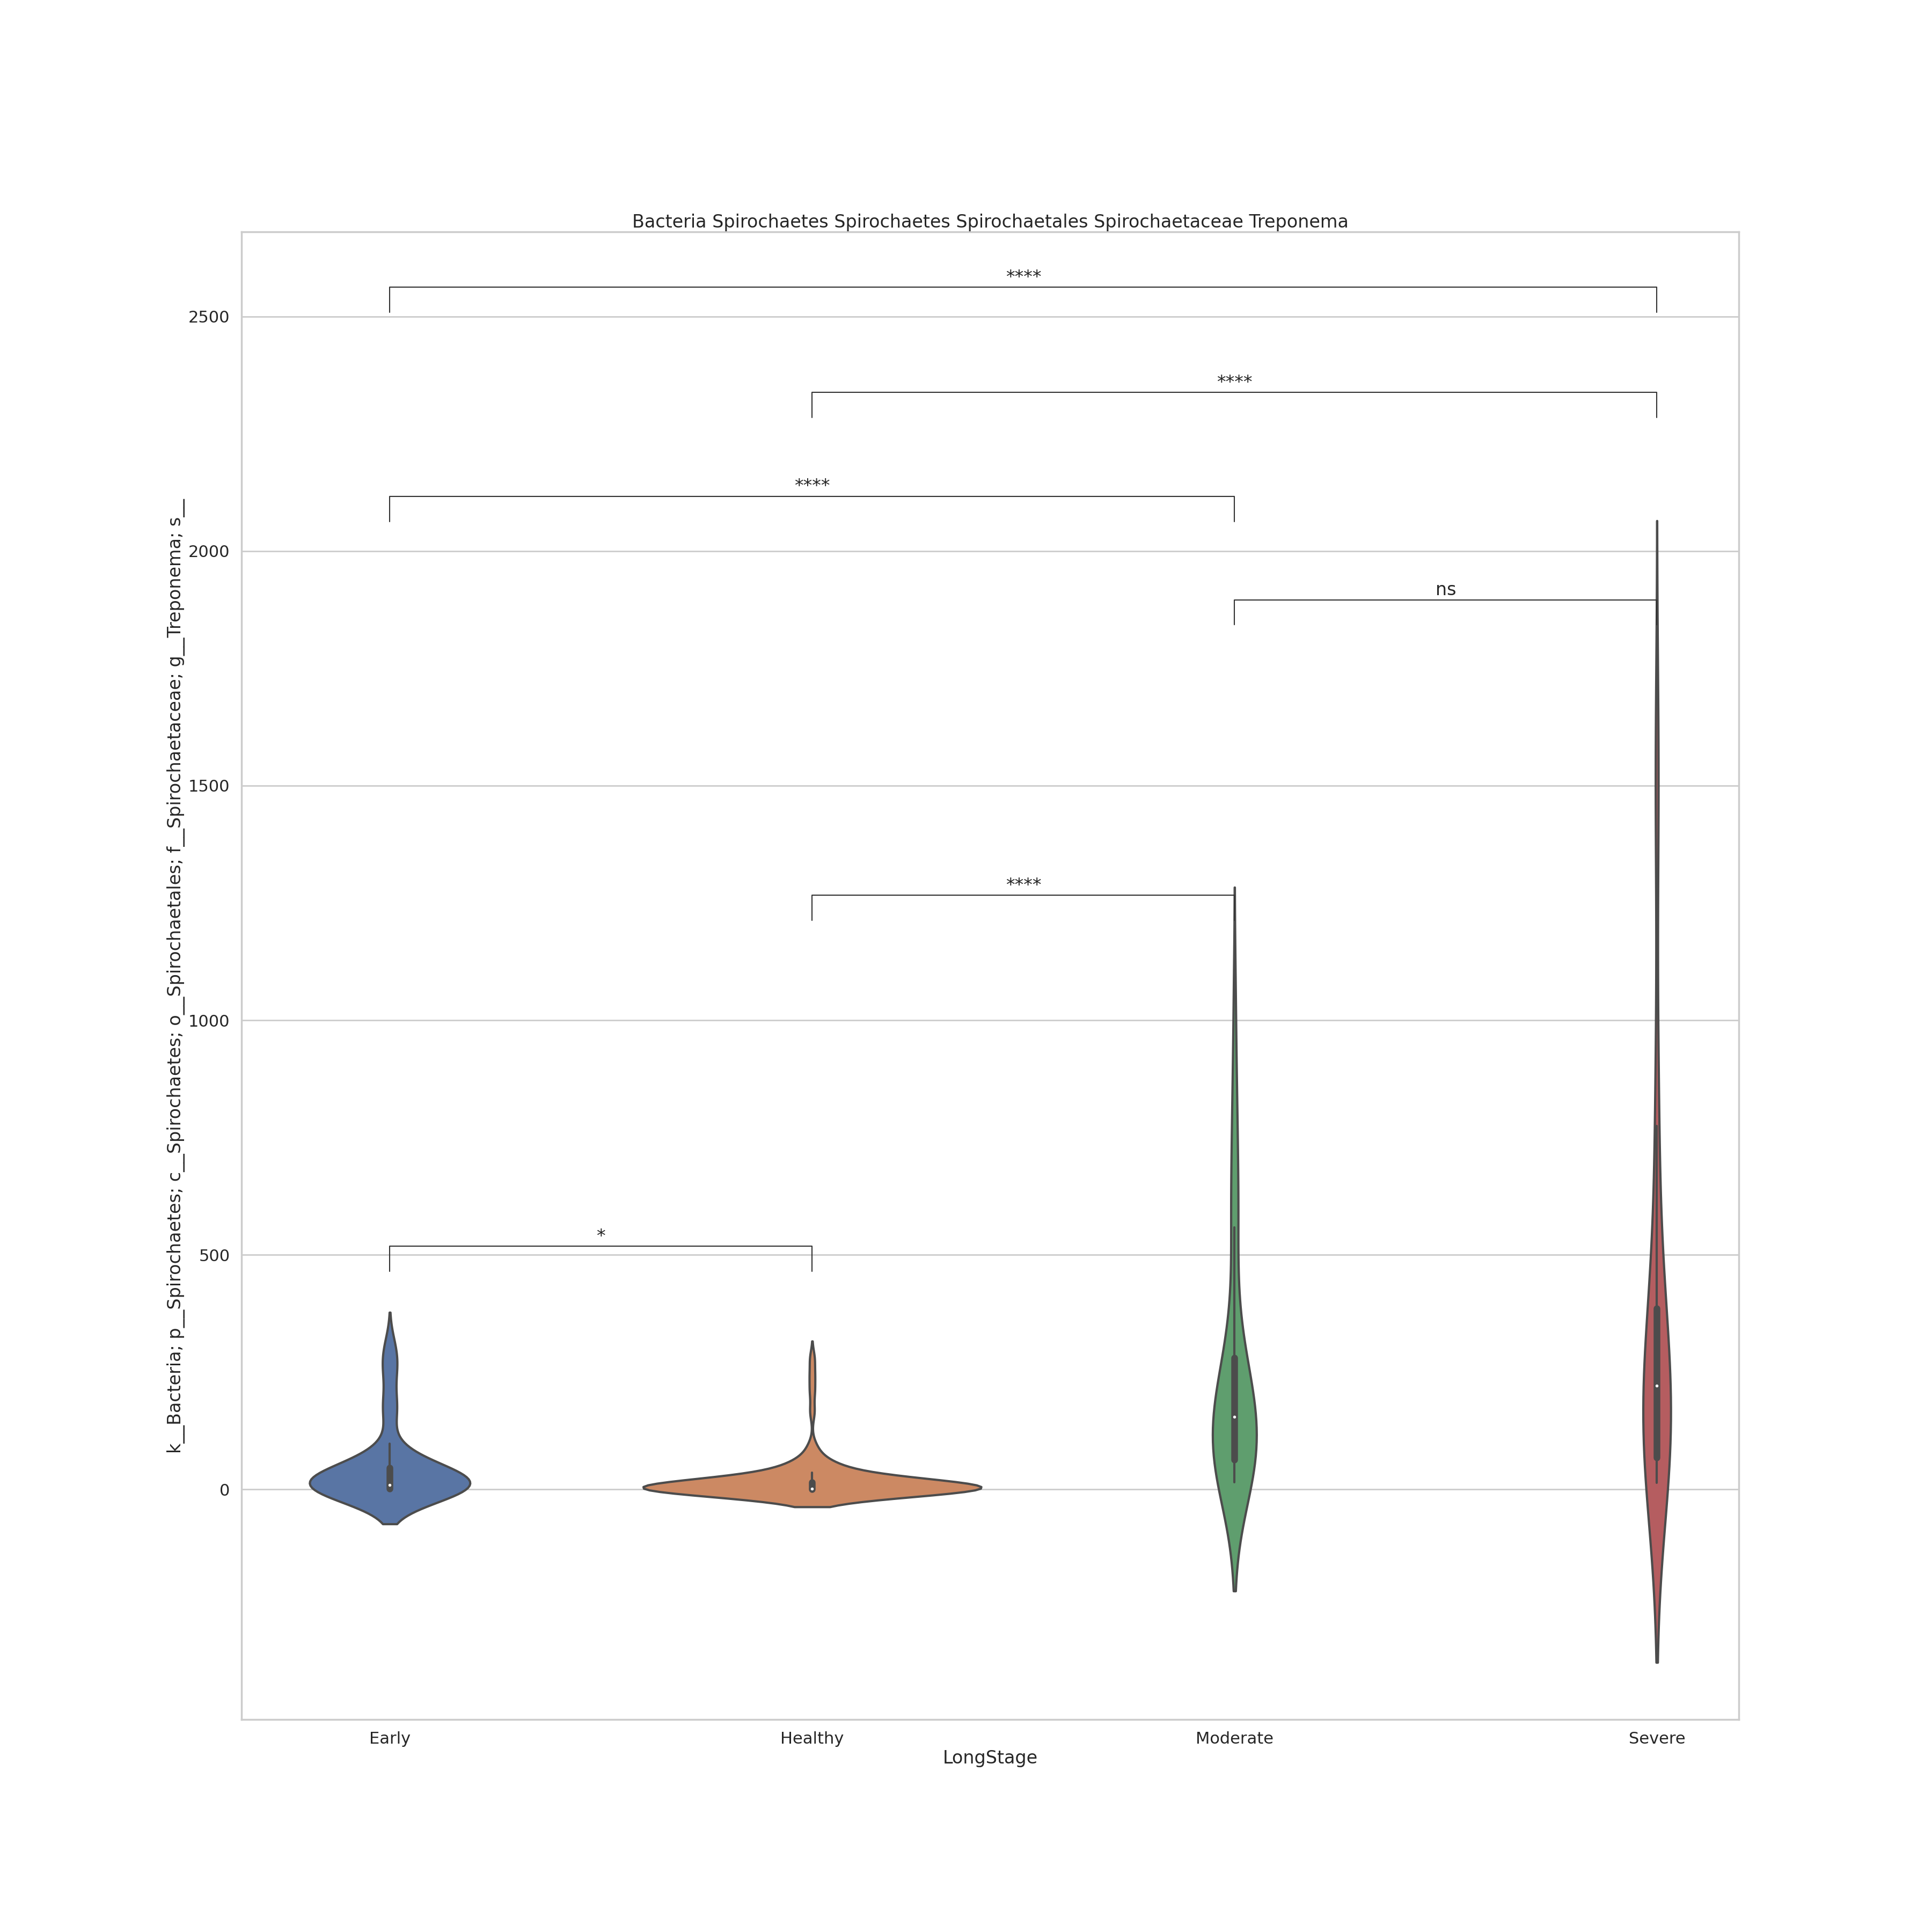 Bacteria Spirochaetes Spirochaetes Spirochaetales Spirochaetaceae Treponema
k__Bacteria; p__Spirochaetes; c__Spirochaetes; o__Spirochaetales; f__Spirochaetaceae; g__Treponema; s__
2500
2000
1500
1000
500
0
****
****
****
ns
****
*
Early
Healthy
Moderate
Severe
LongStage